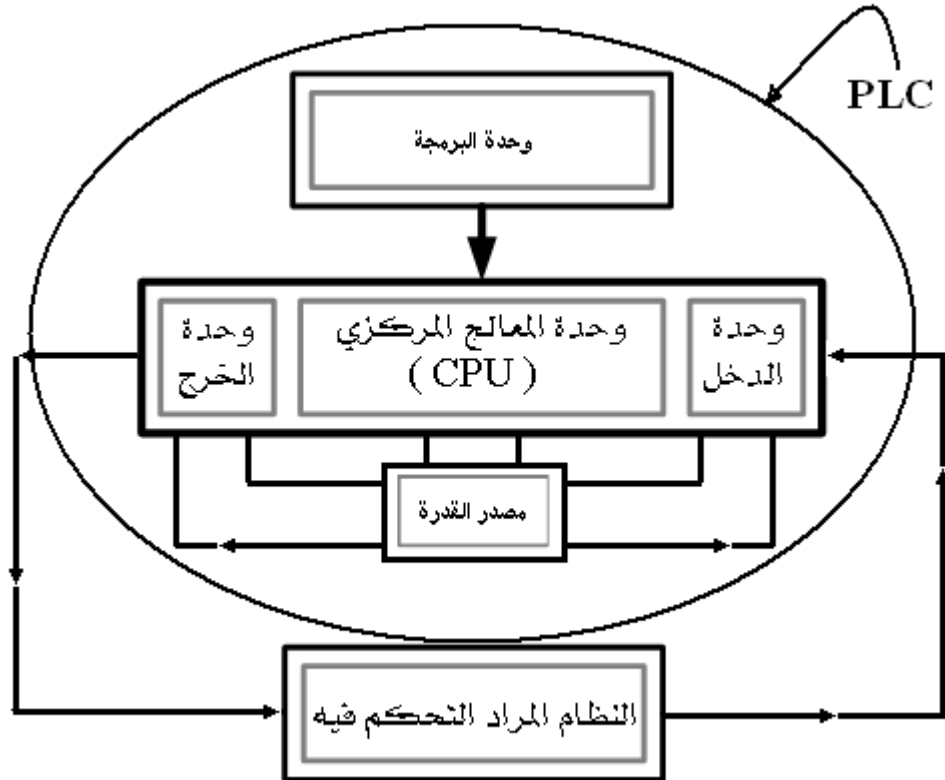 PLC
وحدة البرمجة
وحدة
الدخل
وحدة المعالج المركزي
( CPU )
وحدة
الخرج
مصدر القدرة
النظام المراد التحكم فيه